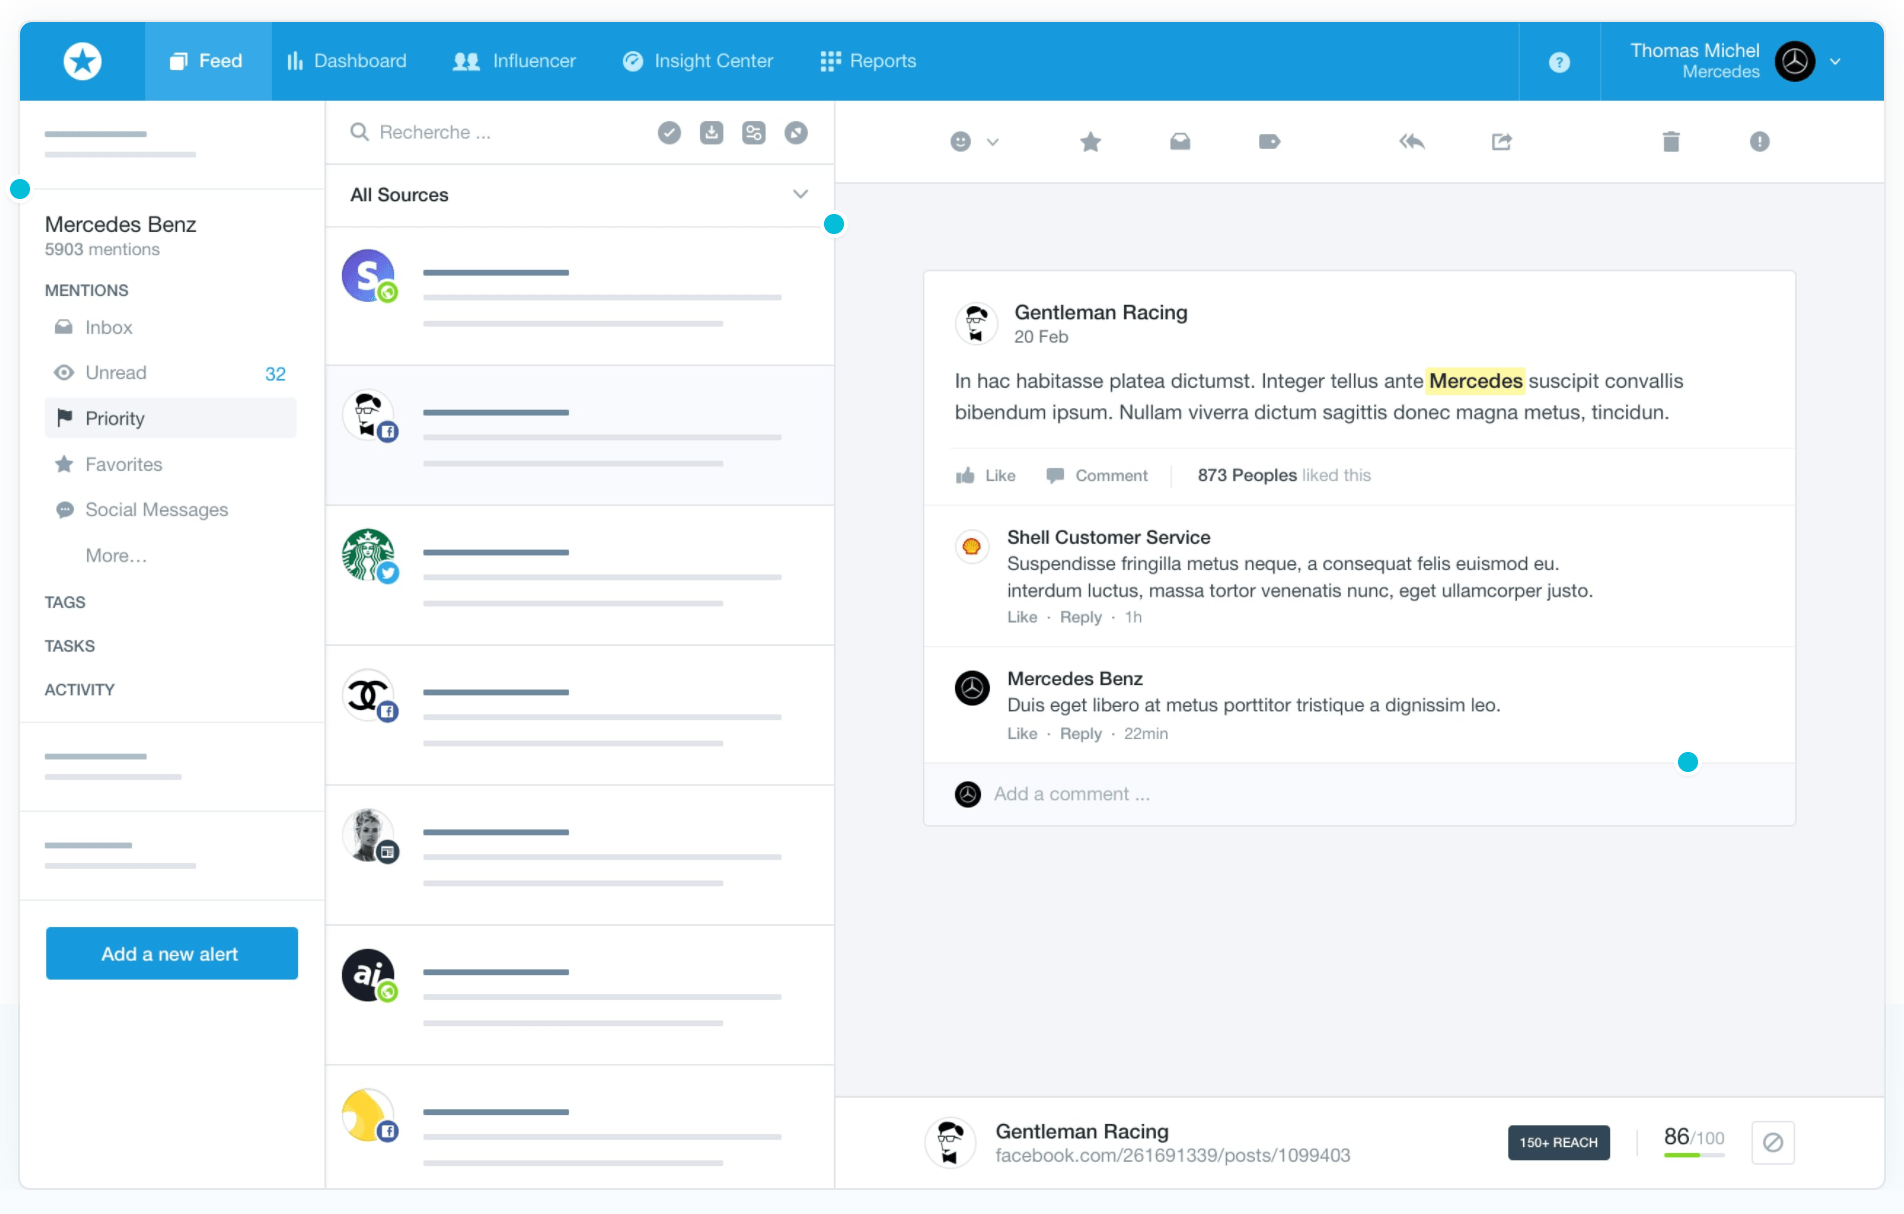 Feed
Dashboard
Influencer
Insight Center
Reports
?
Thomas Michel
Mercedes
Recherche ...
All Sources
Mercedes Benz
5903 mentions
MENTIONS
Inbox
Unread 32
Priority
Favorites
Social Messages
More...
TAGS
TASKS
ACTIVITY
Add a new alert
S
ai
Gentleman Racing
20 Feb
In hac habitasse platea dictumst. Integer tellus ante Mercedes suscipit convallis
bibendum ipsum. Nullam viverra dictum sagittis donec magna metus, tincidun.
Like Comment 873 Peoples liked this
Shell Customer Service
Suspendisse fringilla metus neque, a consequat felis euismod eu.
interdum luctus, massa tortor venenatis nunc, eget ullamcorper justo.
Like · Reply · 1h
Mercedes Benz
Duis eget libero at metus porttitor tristique a dignissim leo.
Like · Reply · 22min
Add a comment ...
Gentleman Racing
facebook.com/261691339/posts/1099403
150+ REACH
86/100